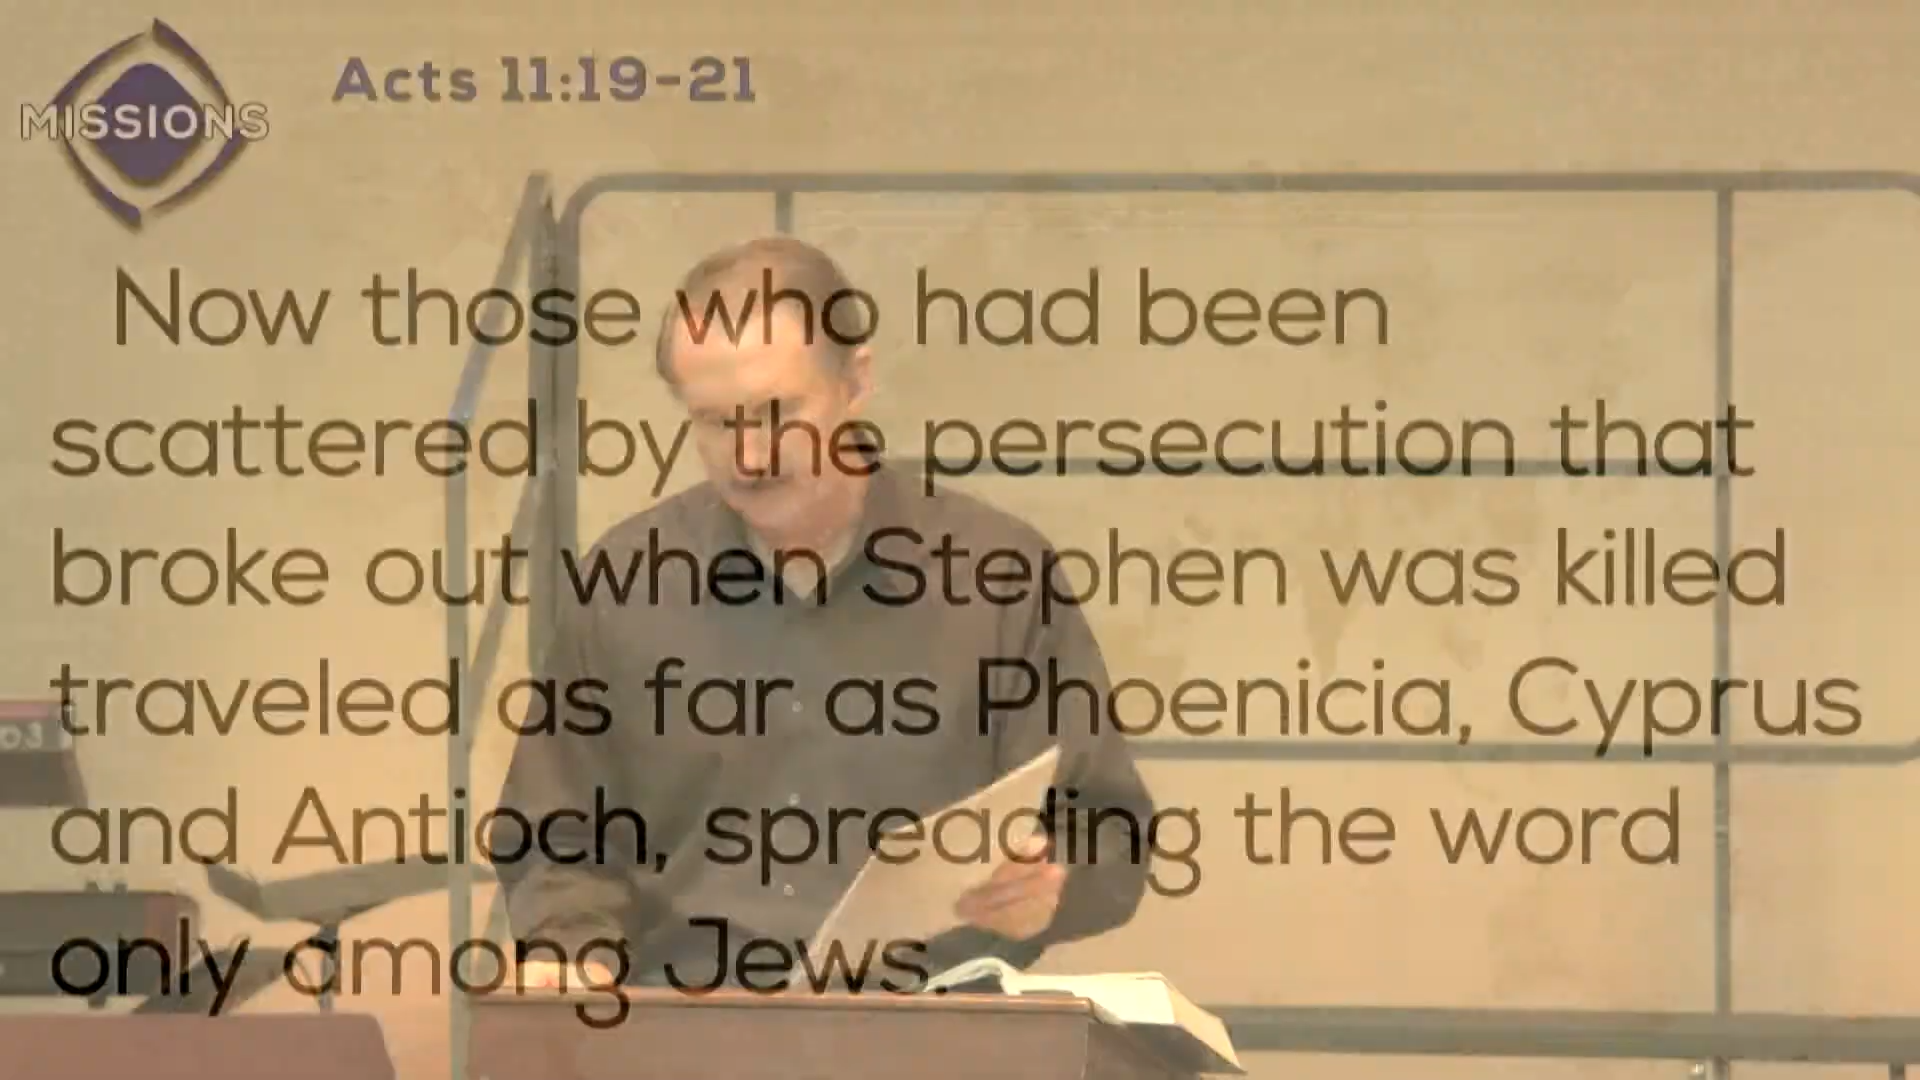 MISSIONS
Acts 11:19-21
Now those who had been
scattered by the persecution that
broke out when Stephen was killed
traveled as far as Phoenicia, Cyprus
and Antioch, spreading the word
only among Jews.
03